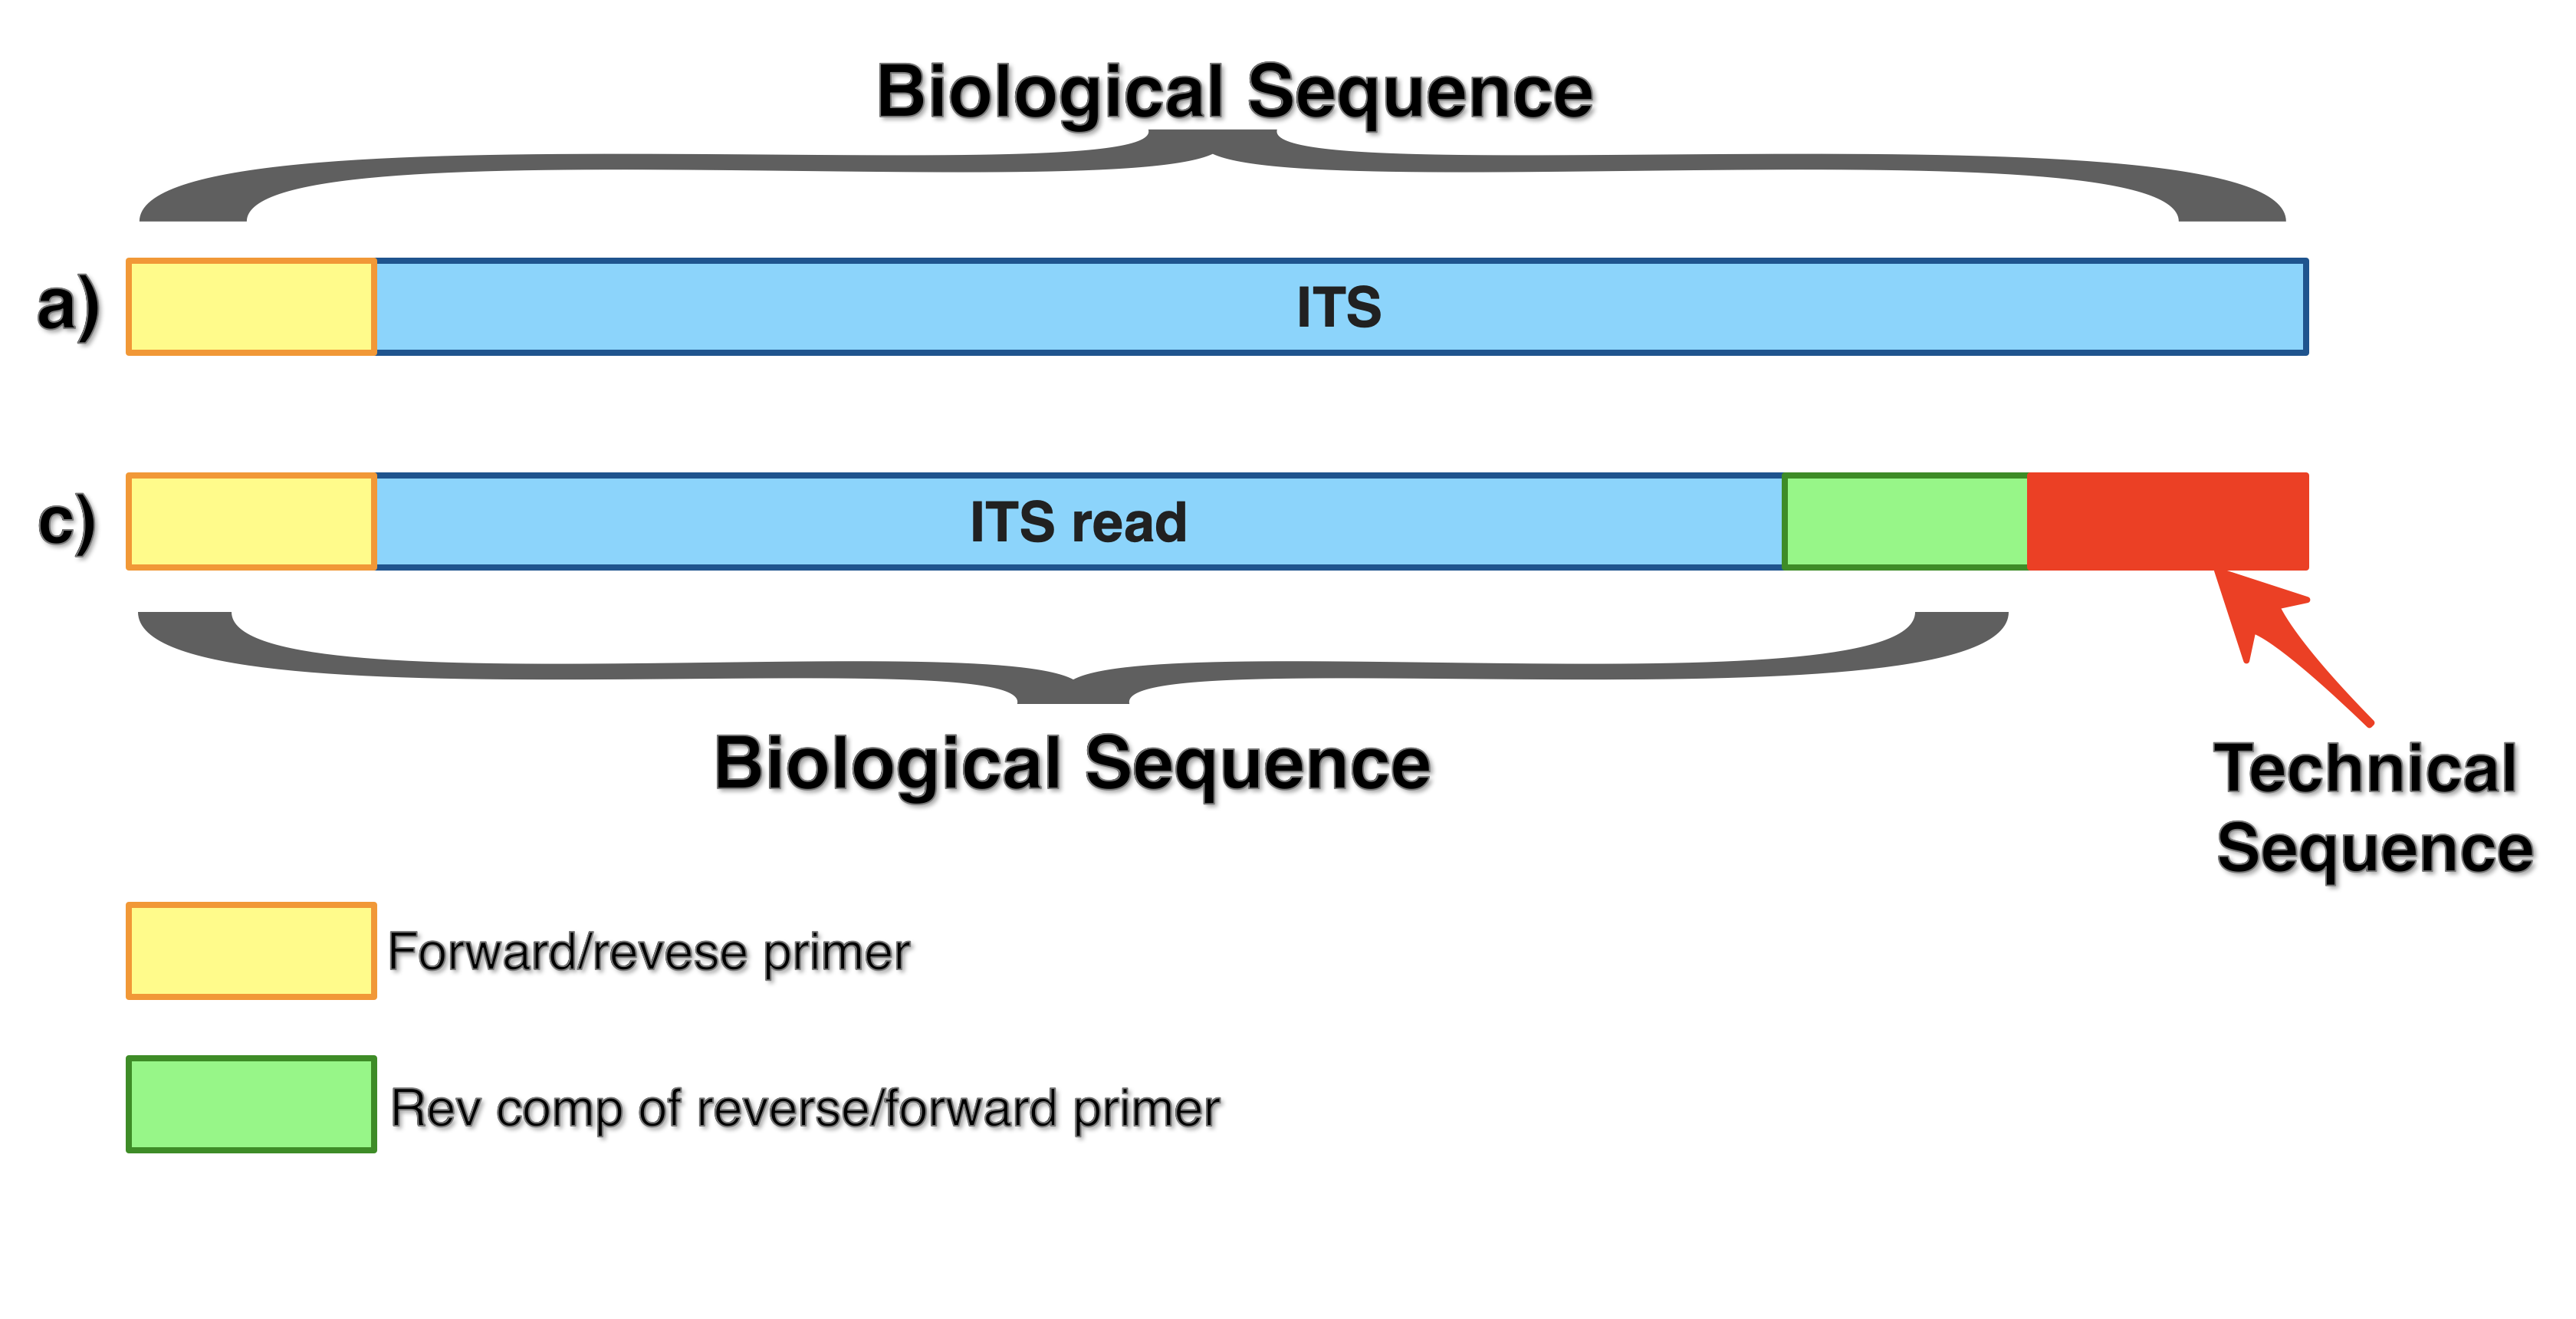 Biological Sequence
a)
ITS
c)
ITS read
Biological Sequence
Technical
Sequence
Forward/revese primer
Rev comp of reverse/forward primer